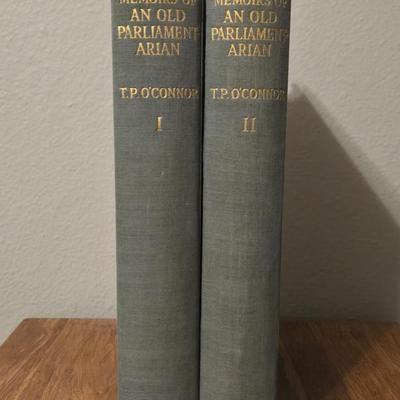 MEMOIRS OF
AN OLD
PARLIAMENT-
ARIAN
T.P. O'CONNOR
I
MEMOIRS OF
AN OLD
PARLIAMENT-
ARIAN
T.P. O'CONNOR
II